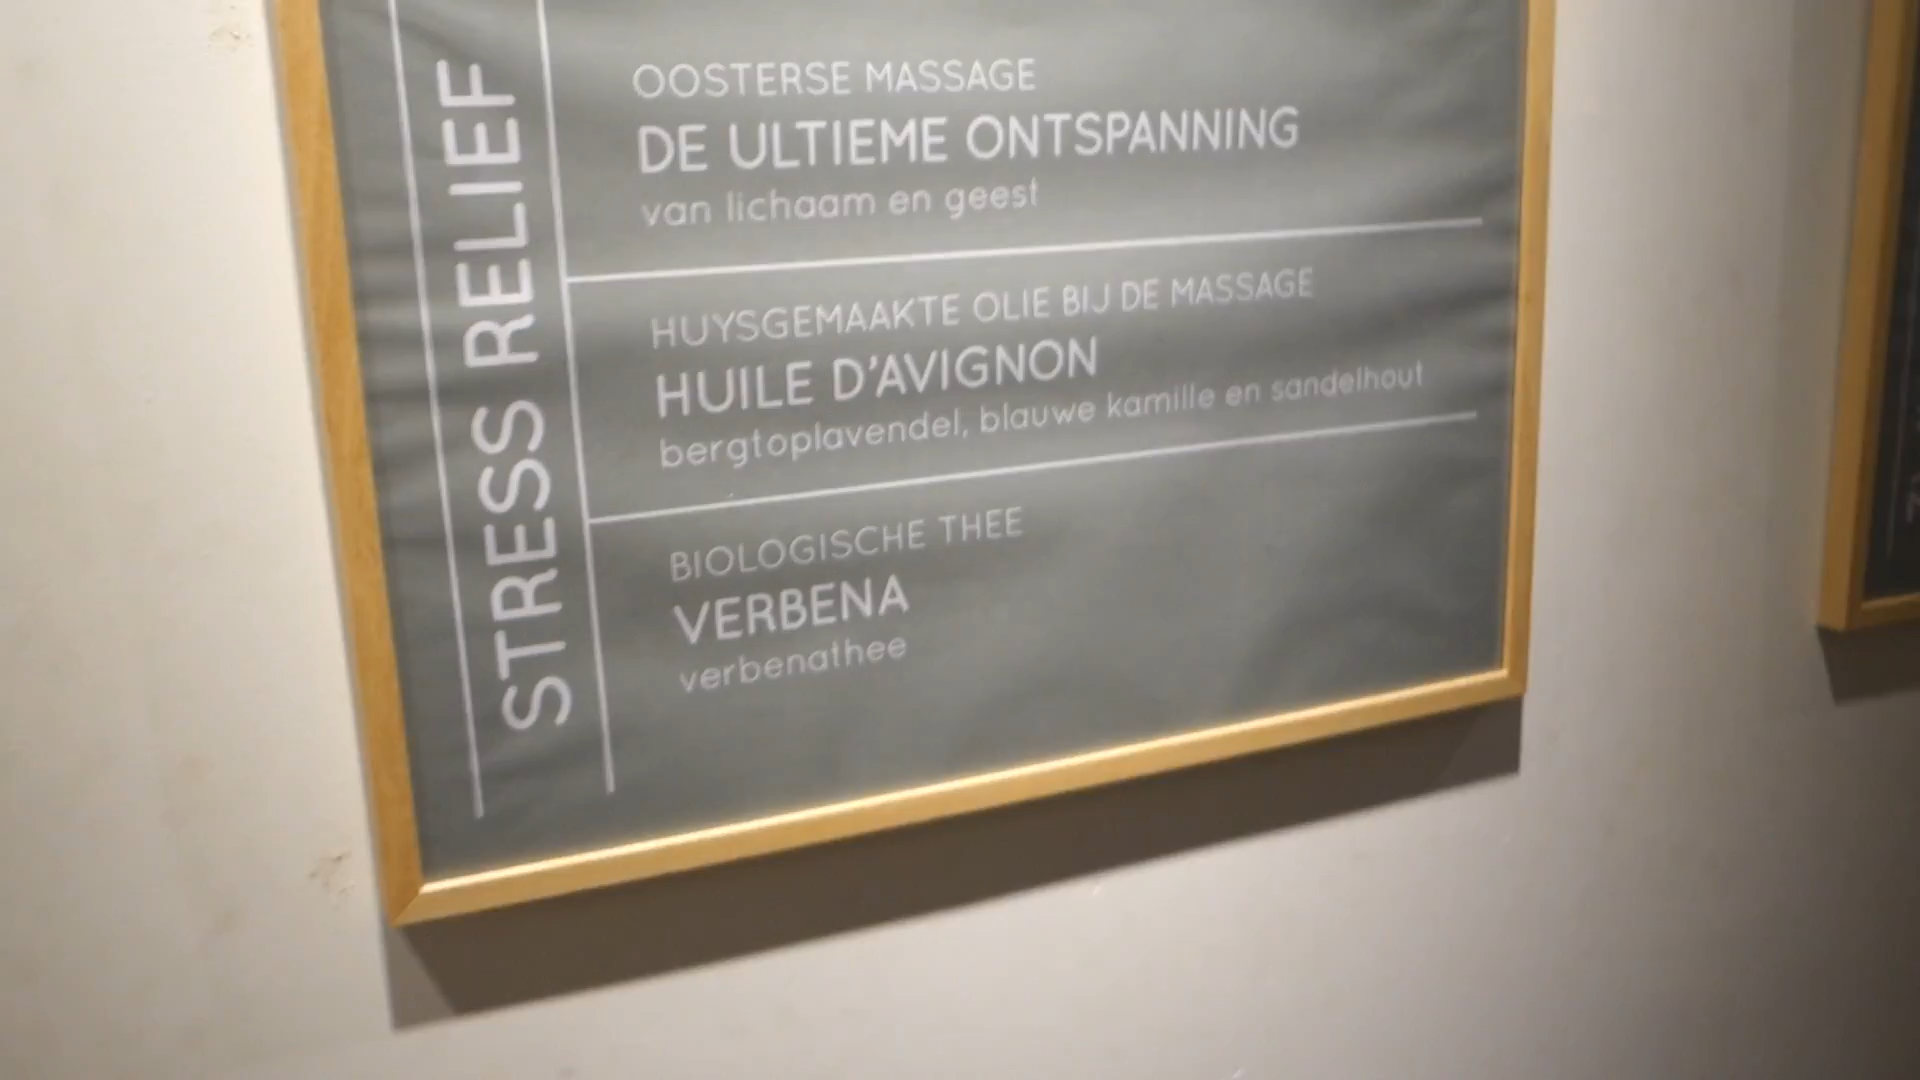 STRESS RELIEF
OOSTERSE MASSAGE
DE ULTIEME ONTSPANNING
van lichaam en geest
HUYSGEMAAKTE OLIE BIJ DE MASSAGE
HUILE D'AVIGNON
bergtoplavendel, blauwe kamille en sandelhout
BIOLOGISCHE THEE
VERBENA
verbenathee